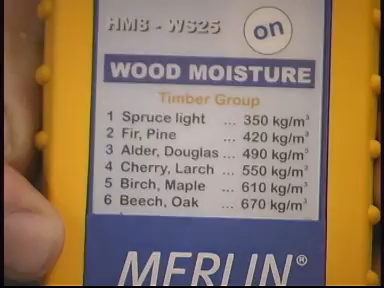 HM8 - WS25
on
WOOD MOISTURE
Timber Group
1 Spruce light ... 350 kg/m³
2 Fir, Pine ... 420 kg/m³
3 Alder, Douglas ... 490 kg/m³
4 Cherry, Larch ... 550 kg/m³
5 Birch, Maple ... 610 kg/m³
6 Beech, Oak ... 670 kg/m³
MERLIN®